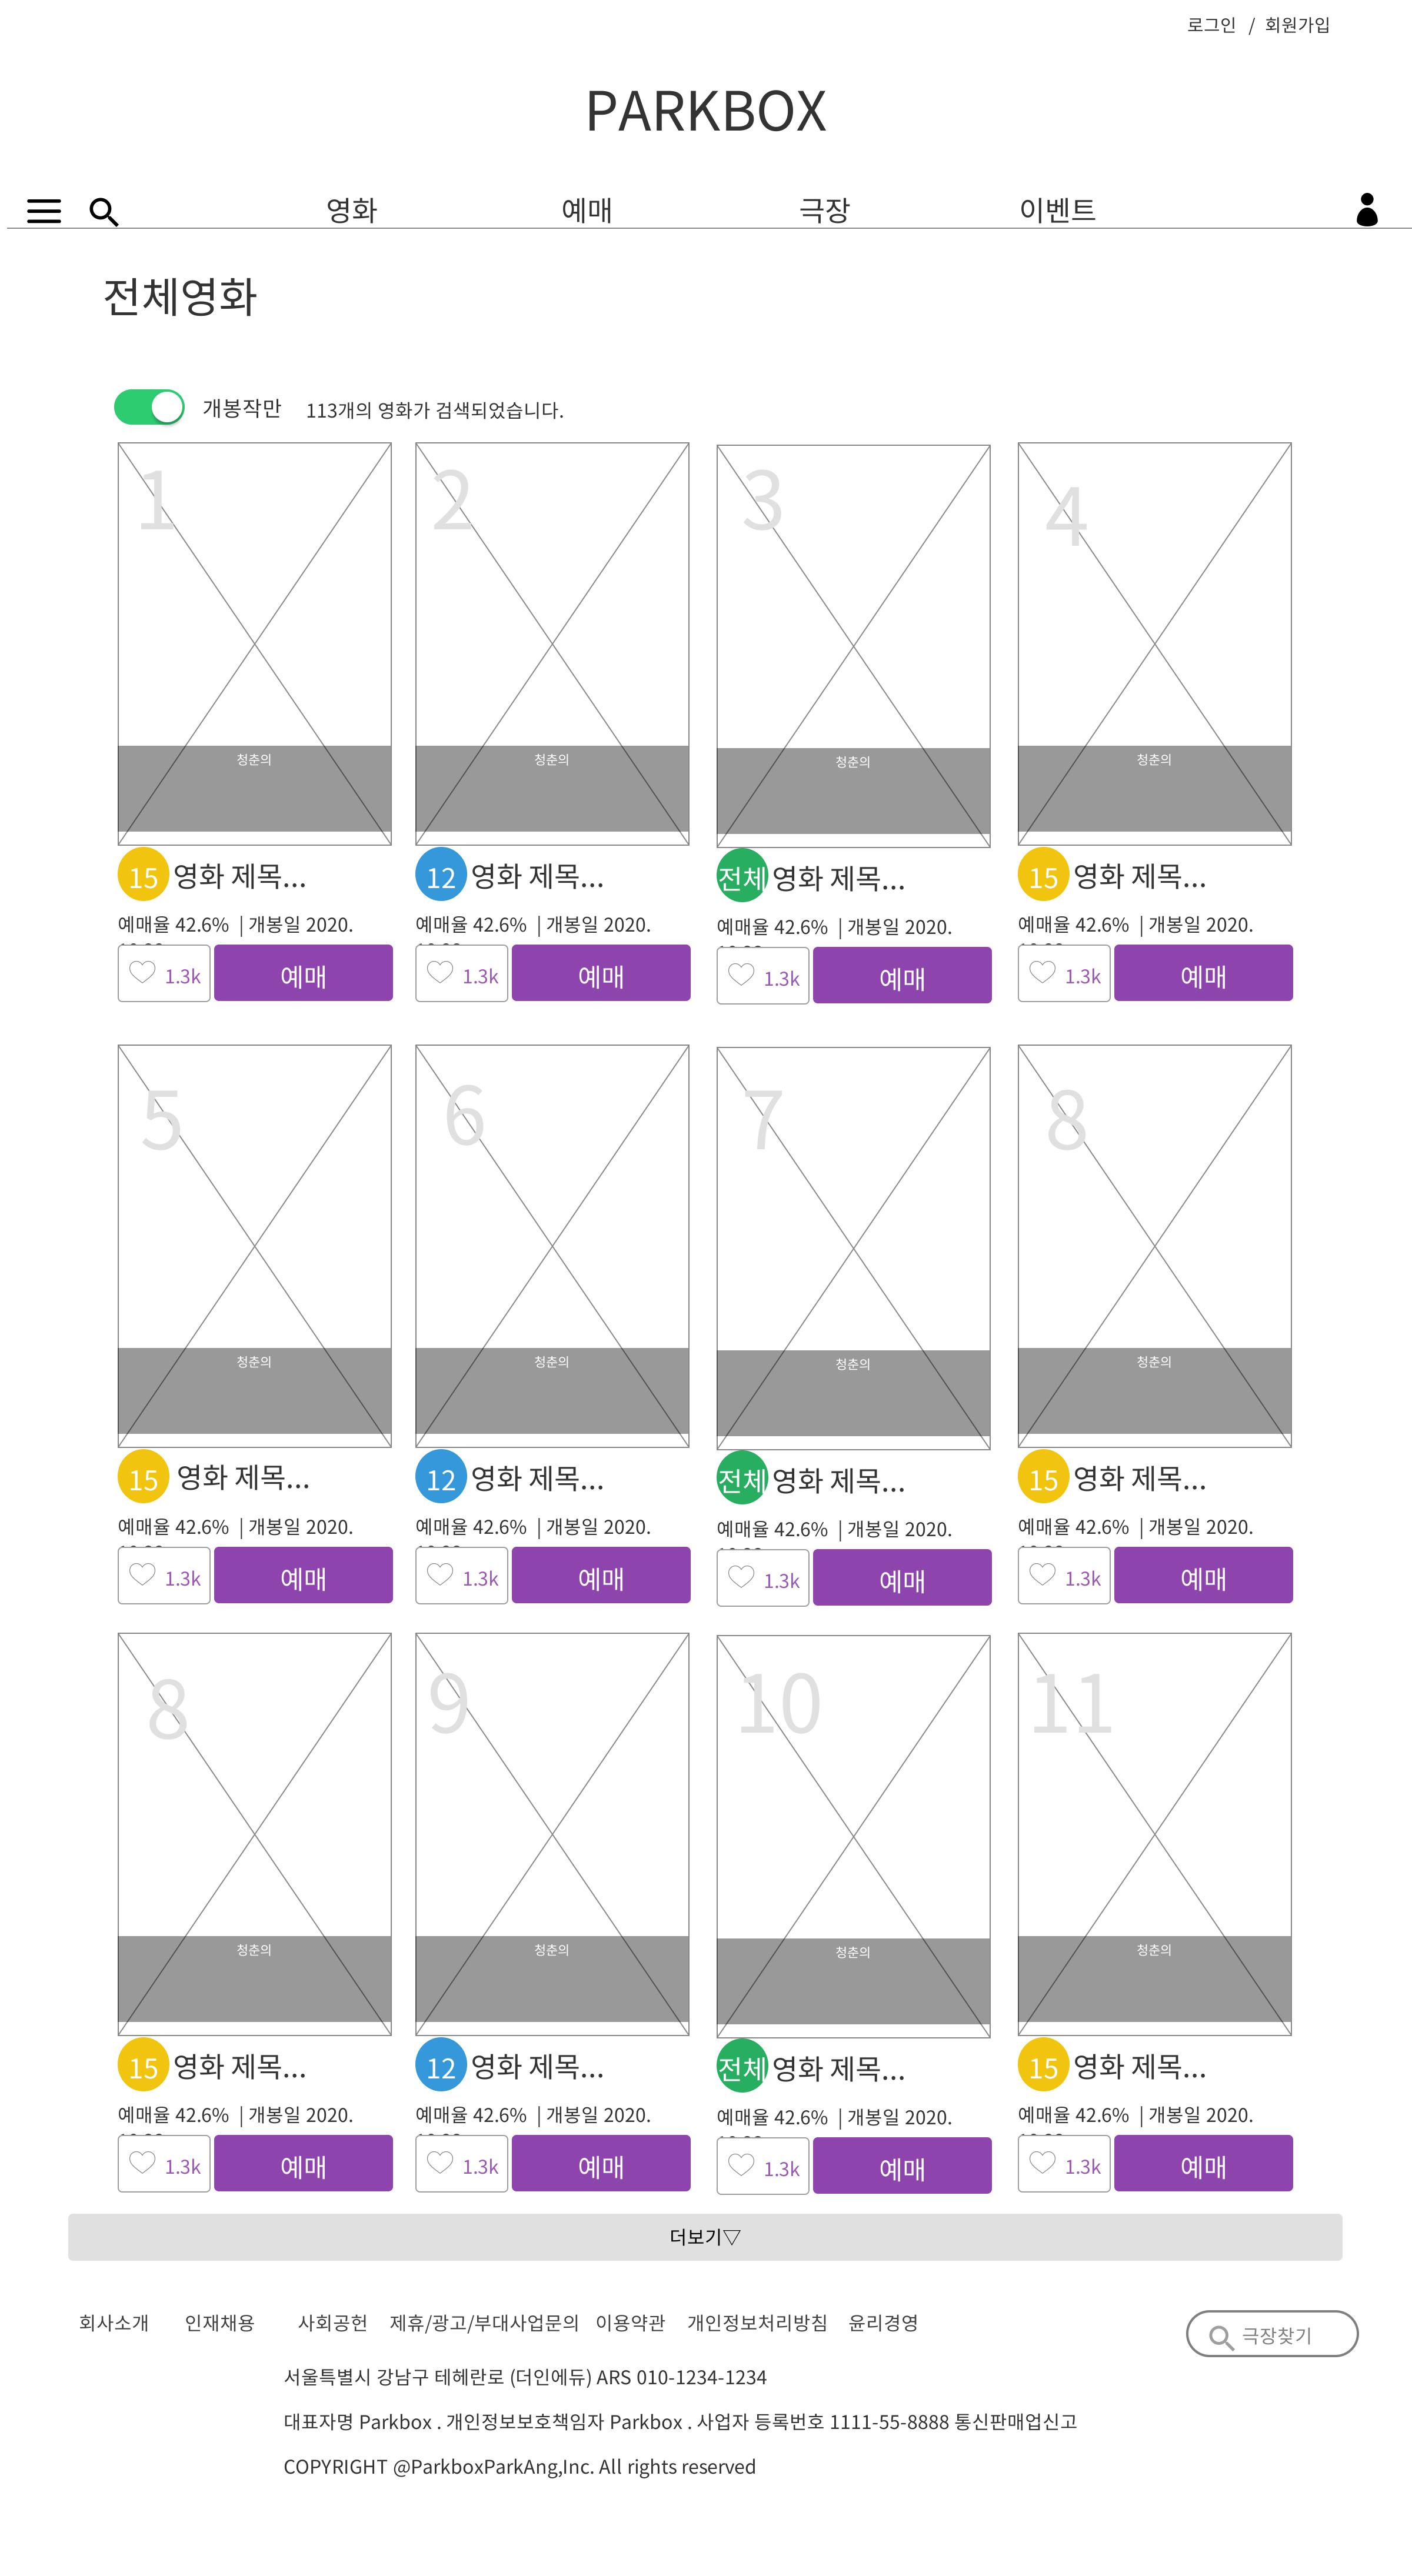 로그인 / 회원가입
PARKBOX
영화 예매 극장 이벤트
전체영화
개봉작만 113개의 영화가 검색되었습니다.
1 2 3 4
청춘의 청춘의 청춘의 청춘의
15 영화 제목... 12 영화 제목... 전체 영화 제목... 15 영화 제목...
예매율 42.6% | 개봉일 2020. 예매율 42.6% | 개봉일 2020. 예매율 42.6% | 개봉일 2020. 예매율 42.6% | 개봉일 2020.
1.3k 예매 1.3k 예매 1.3k 예매 1.3k 예매
5 6 7 8
청춘의 청춘의 청춘의 청춘의
15 영화 제목... 12 영화 제목... 전체 영화 제목... 15 영화 제목...
예매율 42.6% | 개봉일 2020. 예매율 42.6% | 개봉일 2020. 예매율 42.6% | 개봉일 2020. 예매율 42.6% | 개봉일 2020.
1.3k 예매 1.3k 예매 1.3k 예매 1.3k 예매
8 9 10 11
청춘의 청춘의 청춘의 청춘의
15 영화 제목... 12 영화 제목... 전체 영화 제목... 15 영화 제목...
예매율 42.6% | 개봉일 2020. 예매율 42.6% | 개봉일 2020. 예매율 42.6% | 개봉일 2020. 예매율 42.6% | 개봉일 2020.
1.3k 예매 1.3k 예매 1.3k 예매 1.3k 예매
더보기▽
회사소개 인재채용 사회공헌 제휴/광고/부대사업문의 이용약관 개인정보처리방침 윤리경영 극장찾기
서울특별시 강남구 테헤란로 (더인에듀) ARS 010-1234-1234
대표자명 Parkbox . 개인정보보호책임자 Parkbox . 사업자 등록번호 1111-55-8888 통신판매업신고
COPYRIGHT @ParkboxParkAng,Inc. All rights reserved